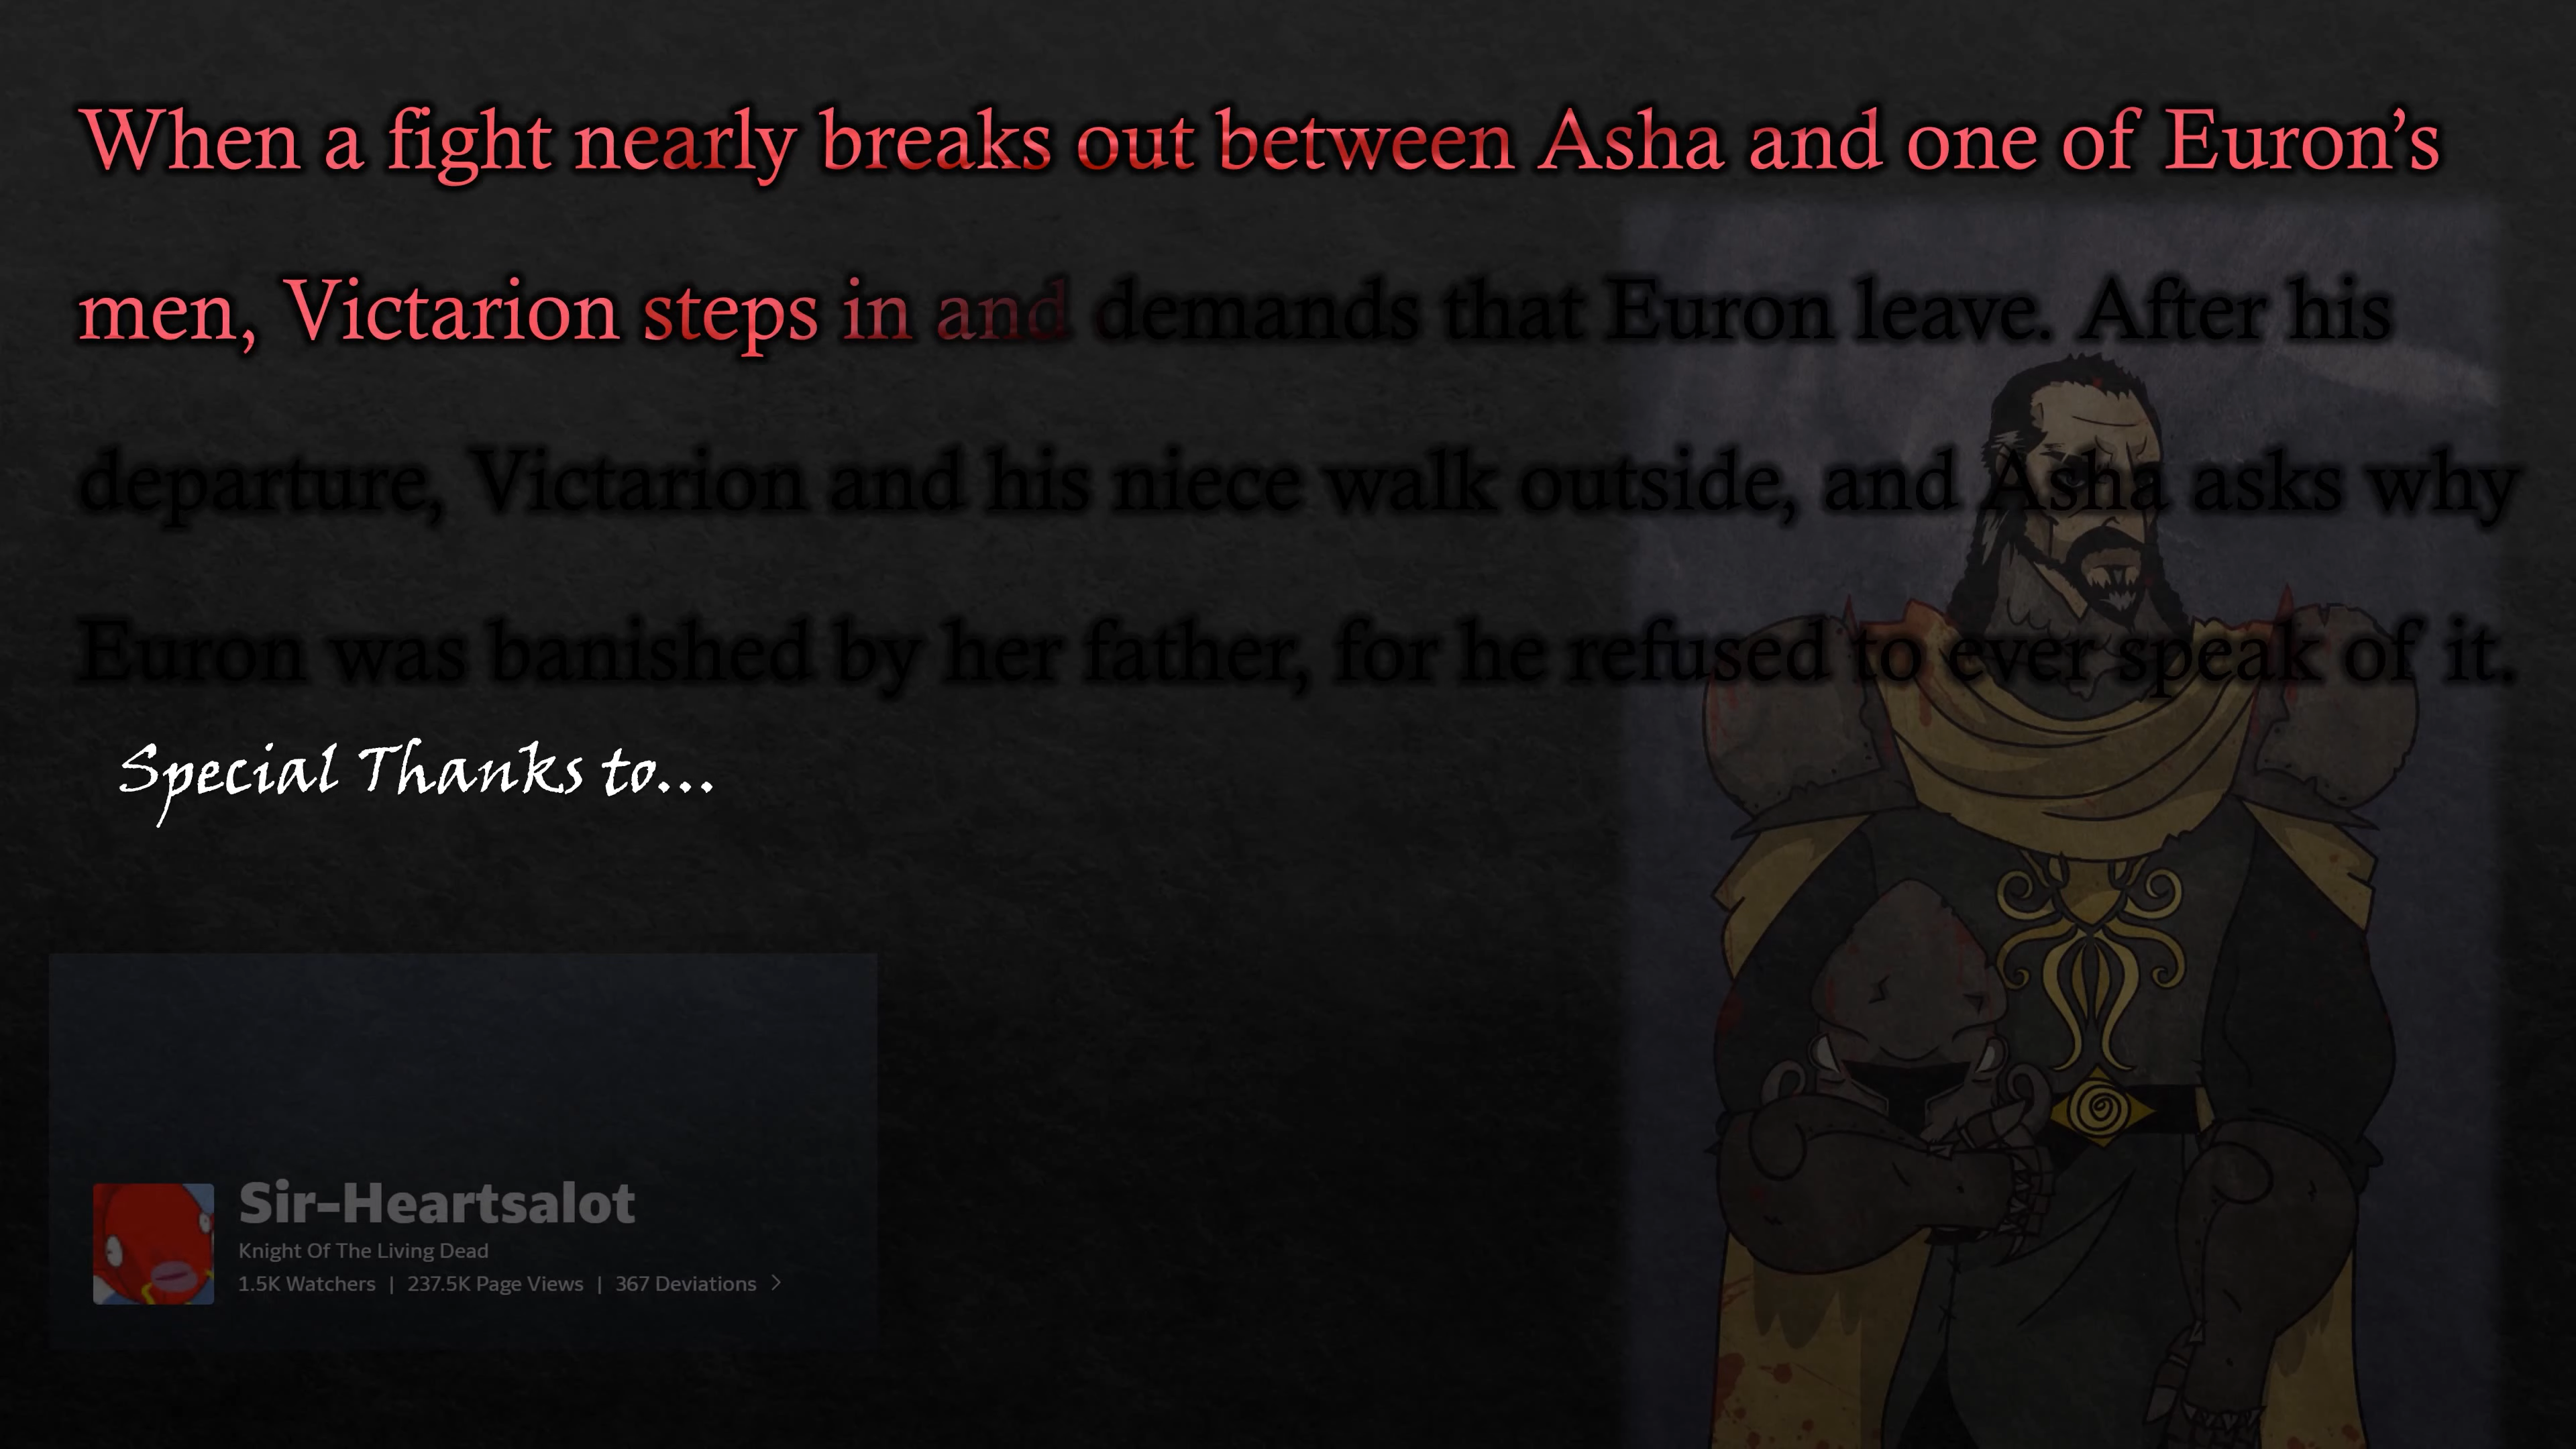 When a fight nearly breaks out between Asha and one of Euron’s
men, Victarion steps in and demands that Euron leave. After his
departure, Victarion and his niece walk outside, and Asha asks why
Euron was banished by her father, for he refused to ever speak of it.
Special Thanks to...
Sir-Heartsalot
Knight Of The Living Dead
1.5K Watchers | 237.5K Page Views | 367 Deviations >